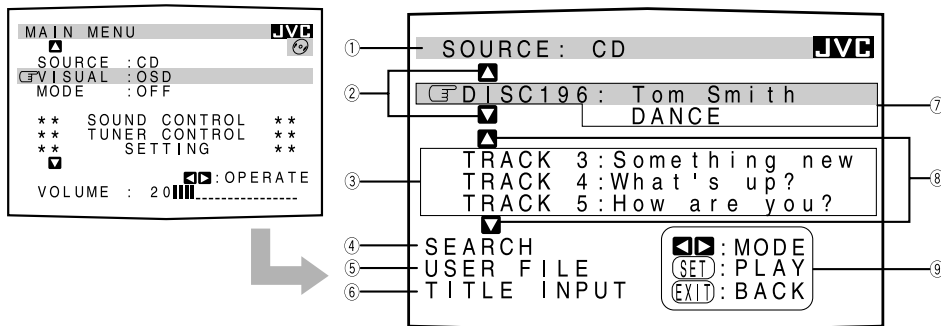 MAIN MENU JVC
SOURCE :CD
VISUAL :OSD
MODE :OFF
** SOUND CONTROL **
** TUNER CONTROL
** SETTING **
:OPERATE
VOLUME : 20
① SOURCE: CD JVC
②
DISC196: Tom Smith
DANCE
⑦
③
TRACK 3:Something new
TRACK 4:What's up?
TRACK 5:How are you?
⑧
④ SEARCH
⑤ USER FILE
⑥ TITLE INPUT
:MODE
SET:PLAY
EXIT:BACK
⑨